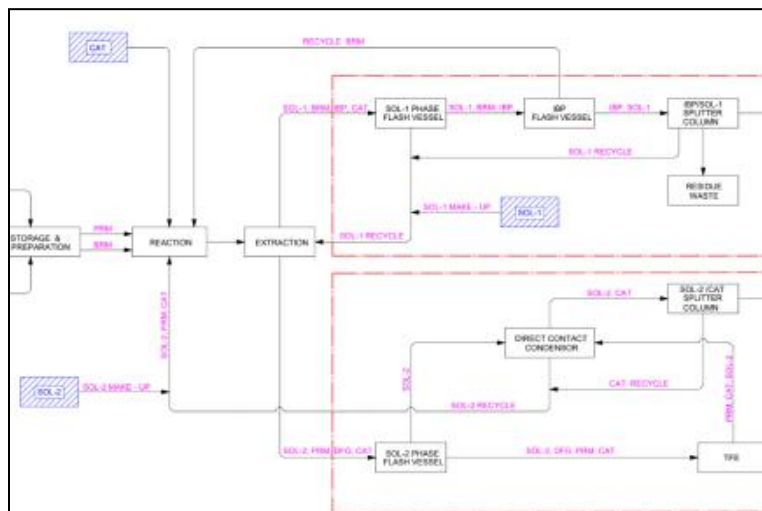 CAT
RECYCLE BRM
SOL-1, BRM, IBP, CAT
SOL-1 PHASE
FLASH VESSEL
SOL-1, BRM, IBP
IBP
FLASH VESSEL
IBP, SOL-1
IBP/SOL-1
SPLITTER
COLUMN
SOL-1 RECYCLE
RESIDUE
WASTE
SOL-1 MAKE - UP
SOL-1
STORAGE &
PREPARATION
PRM
BRM
REACTION
EXTRACTION
SOL-1 RECYCLE
SOL-2, PRM, CAT
SOL-2
SOL-2 MAKE - UP
SOL-2, CAT
SOL-2 /CAT
SPLITTER
COLUMN
DIRECT CONTACT
CONDENSOR
SOL-2
CAT RECYCLE
PRM, CAT, SOL-2
SOL-2 RECYCLE
SOL-2, PRM, DFG, CAT
SOL-2 PHASE
FLASH VESSEL
SOL-2, DFG, PRM, CAT
TFE